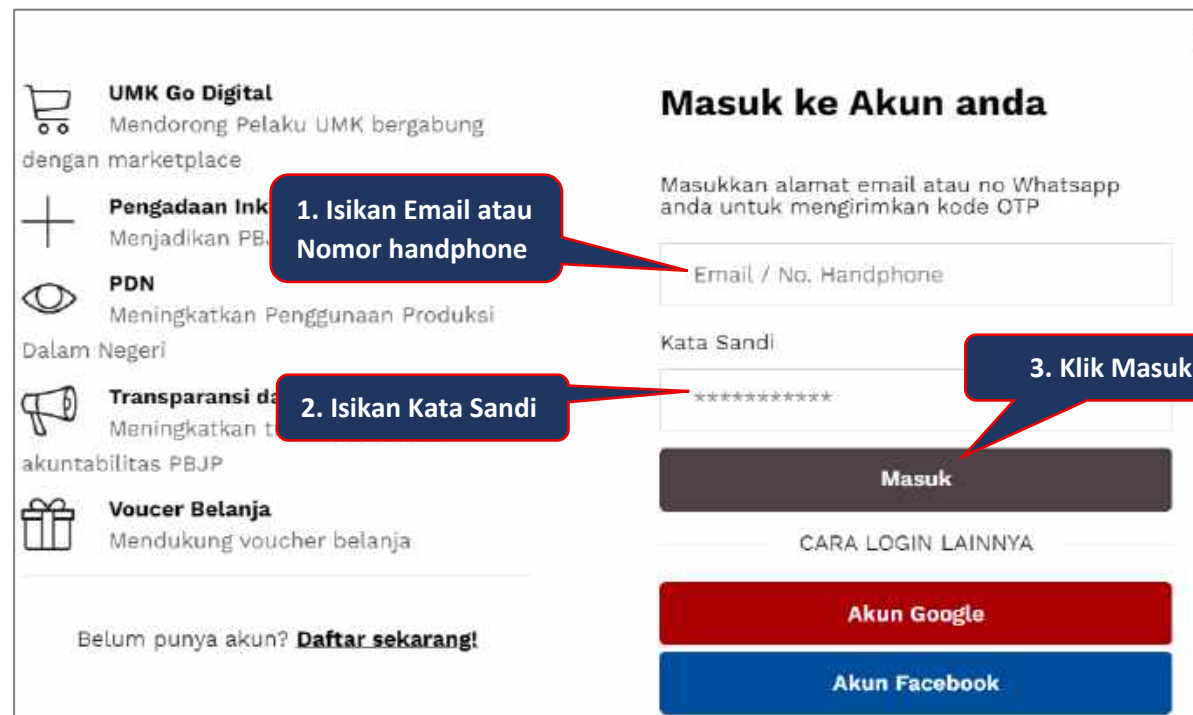 UMK Go Digital
Mendorong Pelaku UMK bergabung
dengan marketplace
Pengadaan Ink
Menjadikan PB
PDN
Meningkatkan Penggunaan Produksi
Dalam Negeri
Transparansi da
Meningkatkan t
akuntabilitas PBJP
Voucer Belanja
Mendukung voucher belanja
Belum punya akun? Daftar sekarang!
1. Isikan Email atau
Nomor handphone
2. Isikan Kata Sandi
Masuk ke Akun anda
Masukkan alamat email atau no Whatsapp
anda untuk mengirimkan kode OTP
Email / No. Handphone
Kata Sandi
3. Klik Masuk
***********
Masuk
CARA LOGIN LAINNYA
Akun Google
Akun Facebook